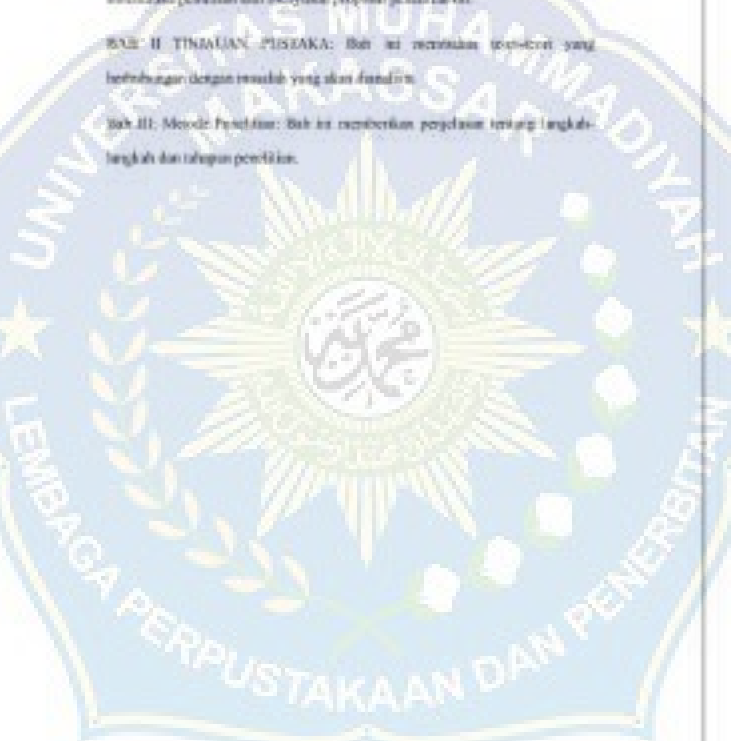 BAB II TINJAUAN PUSTAKA: Bab ini membahas teori-teori yang
berhubungan dengan masalah yang akan
Bab III: Metode Penelitian: Bab ini memberikan penjelasan tentang langkah-
langkah dan tahapan penelitian.
UNIVERSITAS MUHAMMADIYAH
MAKASSAR
محمدية
LEMBAGA PERPUSTAKAAN DAN PENERBITAN